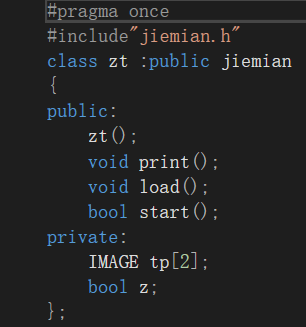 #pragma once
#include"jiemian.h"
class zt :public jiemian
{
public:
    zt();
    void print();
    void load();
    bool start();
private:
    IMAGE tp[2];
    bool z;
};